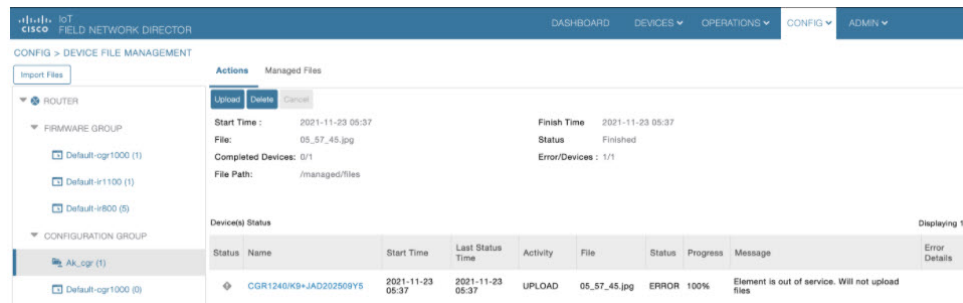 cisco IoT FIELD NETWORK DIRECTOR
DASHBOARD DEVICES OPERATIONS CONFIG ADMIN
CONFIG > DEVICE FILE MANAGEMENT
Import Files
ROUTER
FIRMWARE GROUP
Default-cgr1000 (1)
Default-ir1100 (1)
Default-ir800 (5)
CONFIGURATION GROUP
Ak_cgr (1)
Default-cgr1000 (0)
Actions Managed Files
Upload Delete Cancel
Start Time : 2021-11-23 05:37 Finish Time 2021-11-23 05:37
File: 05_57_45.jpg Status Finished
Completed Devices: 0/1 Error/Devices : 1/1
File Path: /managed/files
Device(s) Status Displaying 1
Status Name Start Time Last Status Time Activity File Status Progress Message Error Details
CGR1240/K9+JAD202509Y5 2021-11-23 05:37 2021-11-23 05:37 UPLOAD 05_57_45.jpg ERROR 100% Element is out of service. Will not upload files